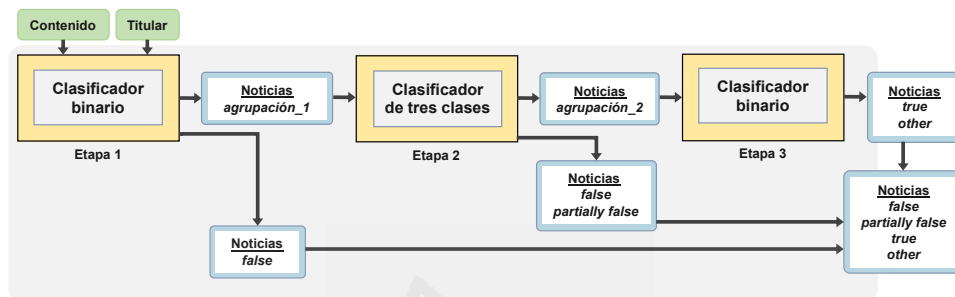 Contenido
Titular
Clasificador
binario
Etapa 1
Noticias
agrupación_1
Clasificador
de tres clases
Etapa 2
Noticias
agrupación_2
Clasificador
binario
Etapa 3
Noticias
true
other
Noticias
false
partially false
Noticias
false
Noticias
false
partially false
true
other